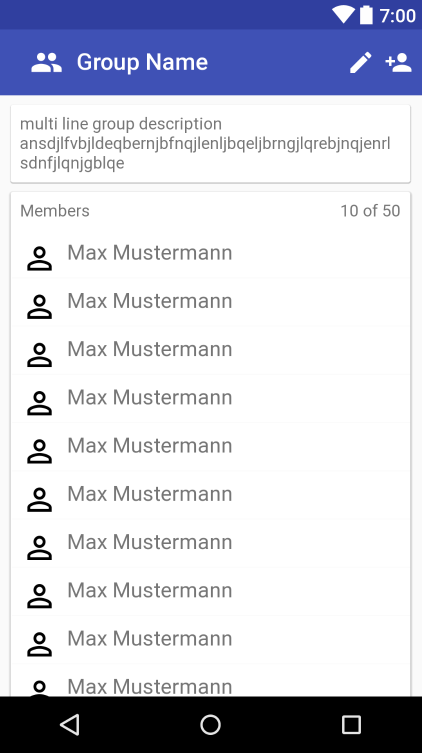 7:00
Group Name
multi line group description
ansdjlfvbjldeqbernjbfnqjlenljbqeljbrngjlqrebjnqjenrl
sdnfjlqnjgblqe
Members 10 of 50
Max Mustermann
Max Mustermann
Max Mustermann
Max Mustermann
Max Mustermann
Max Mustermann
Max Mustermann
Max Mustermann
Max Mustermann
Max Mustermann